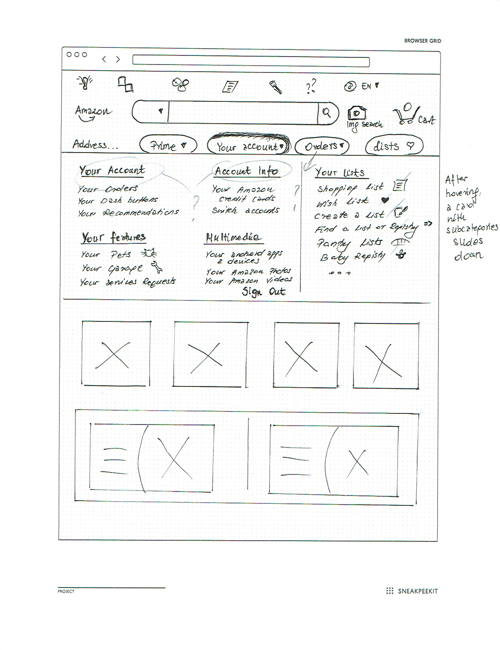 BROWSER GRID
?? EN
Amazon
Img search Cart
Address... Prime Your account Orders Lists
Your Account
Your Orders
Your Dash buttons
Your Recommendations
?
Account Info
Your Amazon
credit cards
Switch accounts
?
Your Lists
Shopping List
Wish List
Create a List
Find a List or Registry
Pantry Lists
Baby Registry
...
Your features
Your Pets
Your Garage
Your Services Requests
Multimedia
Your android apps
& devices
Your Amazon Photos
Your Amazon Videos
Sign Out
After
hovering,
a card
with
subcategories
slides
down
PROJECT
SNEAKPEEKIT